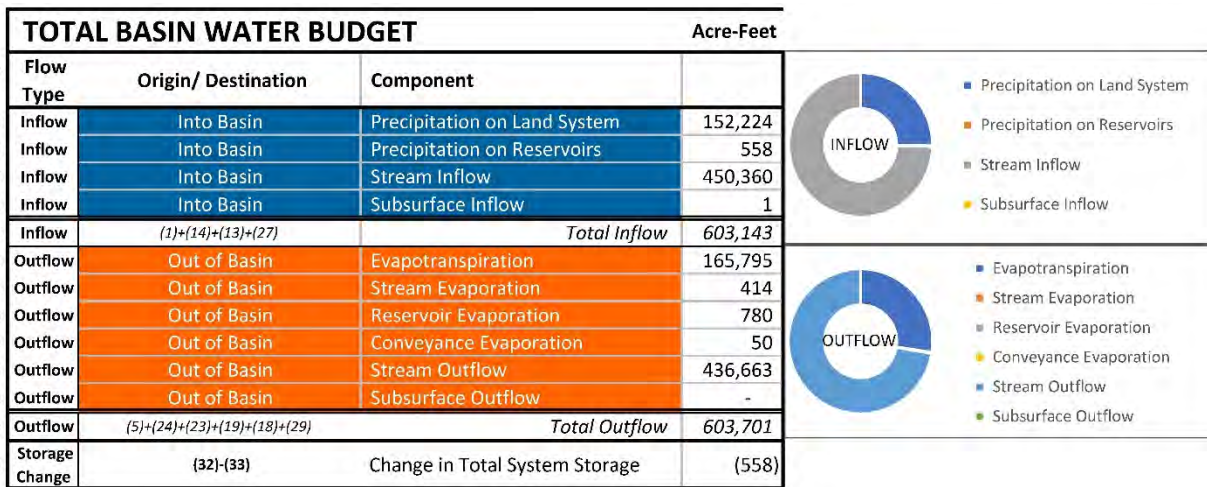 TOTAL BASIN WATER BUDGET Acre-Feet
Flow Type Origin/ Destination Component
Inflow Into Basin Precipitation on Land System 152,224
Inflow Into Basin Precipitation on Reservoirs 558
Inflow Into Basin Stream Inflow 450,360
Inflow Into Basin Subsurface Inflow 1
Inflow (1)+(14)+(13)+(27) Total Inflow 603,143
Outflow Out of Basin Evapotranspiration 165,795
Outflow Out of Basin Stream Evaporation 414
Outflow Out of Basin Reservoir Evaporation 780
Outflow Out of Basin Conveyance Evaporation 50
Outflow Out of Basin Stream Outflow 436,663
Outflow Out of Basin Subsurface Outflow -
Outflow (5)+(24)+(23)+(19)+(18)+(29) Total Outflow 603,701
Storage Change (32)-(33) Change in Total System Storage (558)
INFLOW
Precipitation on Land System
Precipitation on Reservoirs
Stream Inflow
Subsurface Inflow
OUTFLOW
Evapotranspiration
Stream Evaporation
Reservoir Evaporation
Conveyance Evaporation
Stream Outflow
Subsurface Outflow